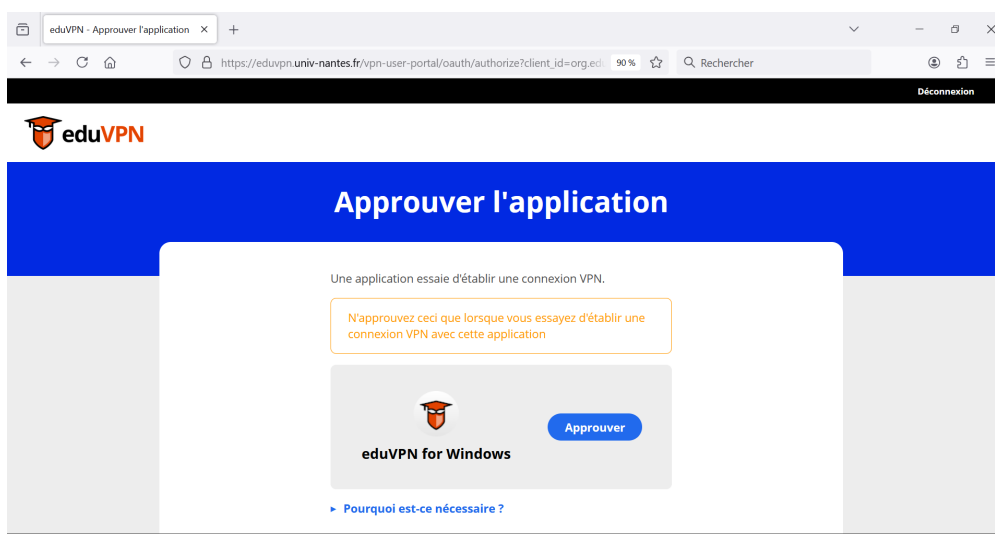 eduVPN - Approuver l'application
https://eduvpn.univ-nantes.fr/vpn-user-portal/oauth/authorize?client_id=org.edu
90 %
Rechercher
Déconnexion
eduVPN
Approuver l'application
Une application essaie d'établir une connexion VPN.
N'approuvez ceci que lorsque vous essayez d'établir une
connexion VPN avec cette application
Approuver
eduVPN for Windows
Pourquoi est-ce nécessaire ?